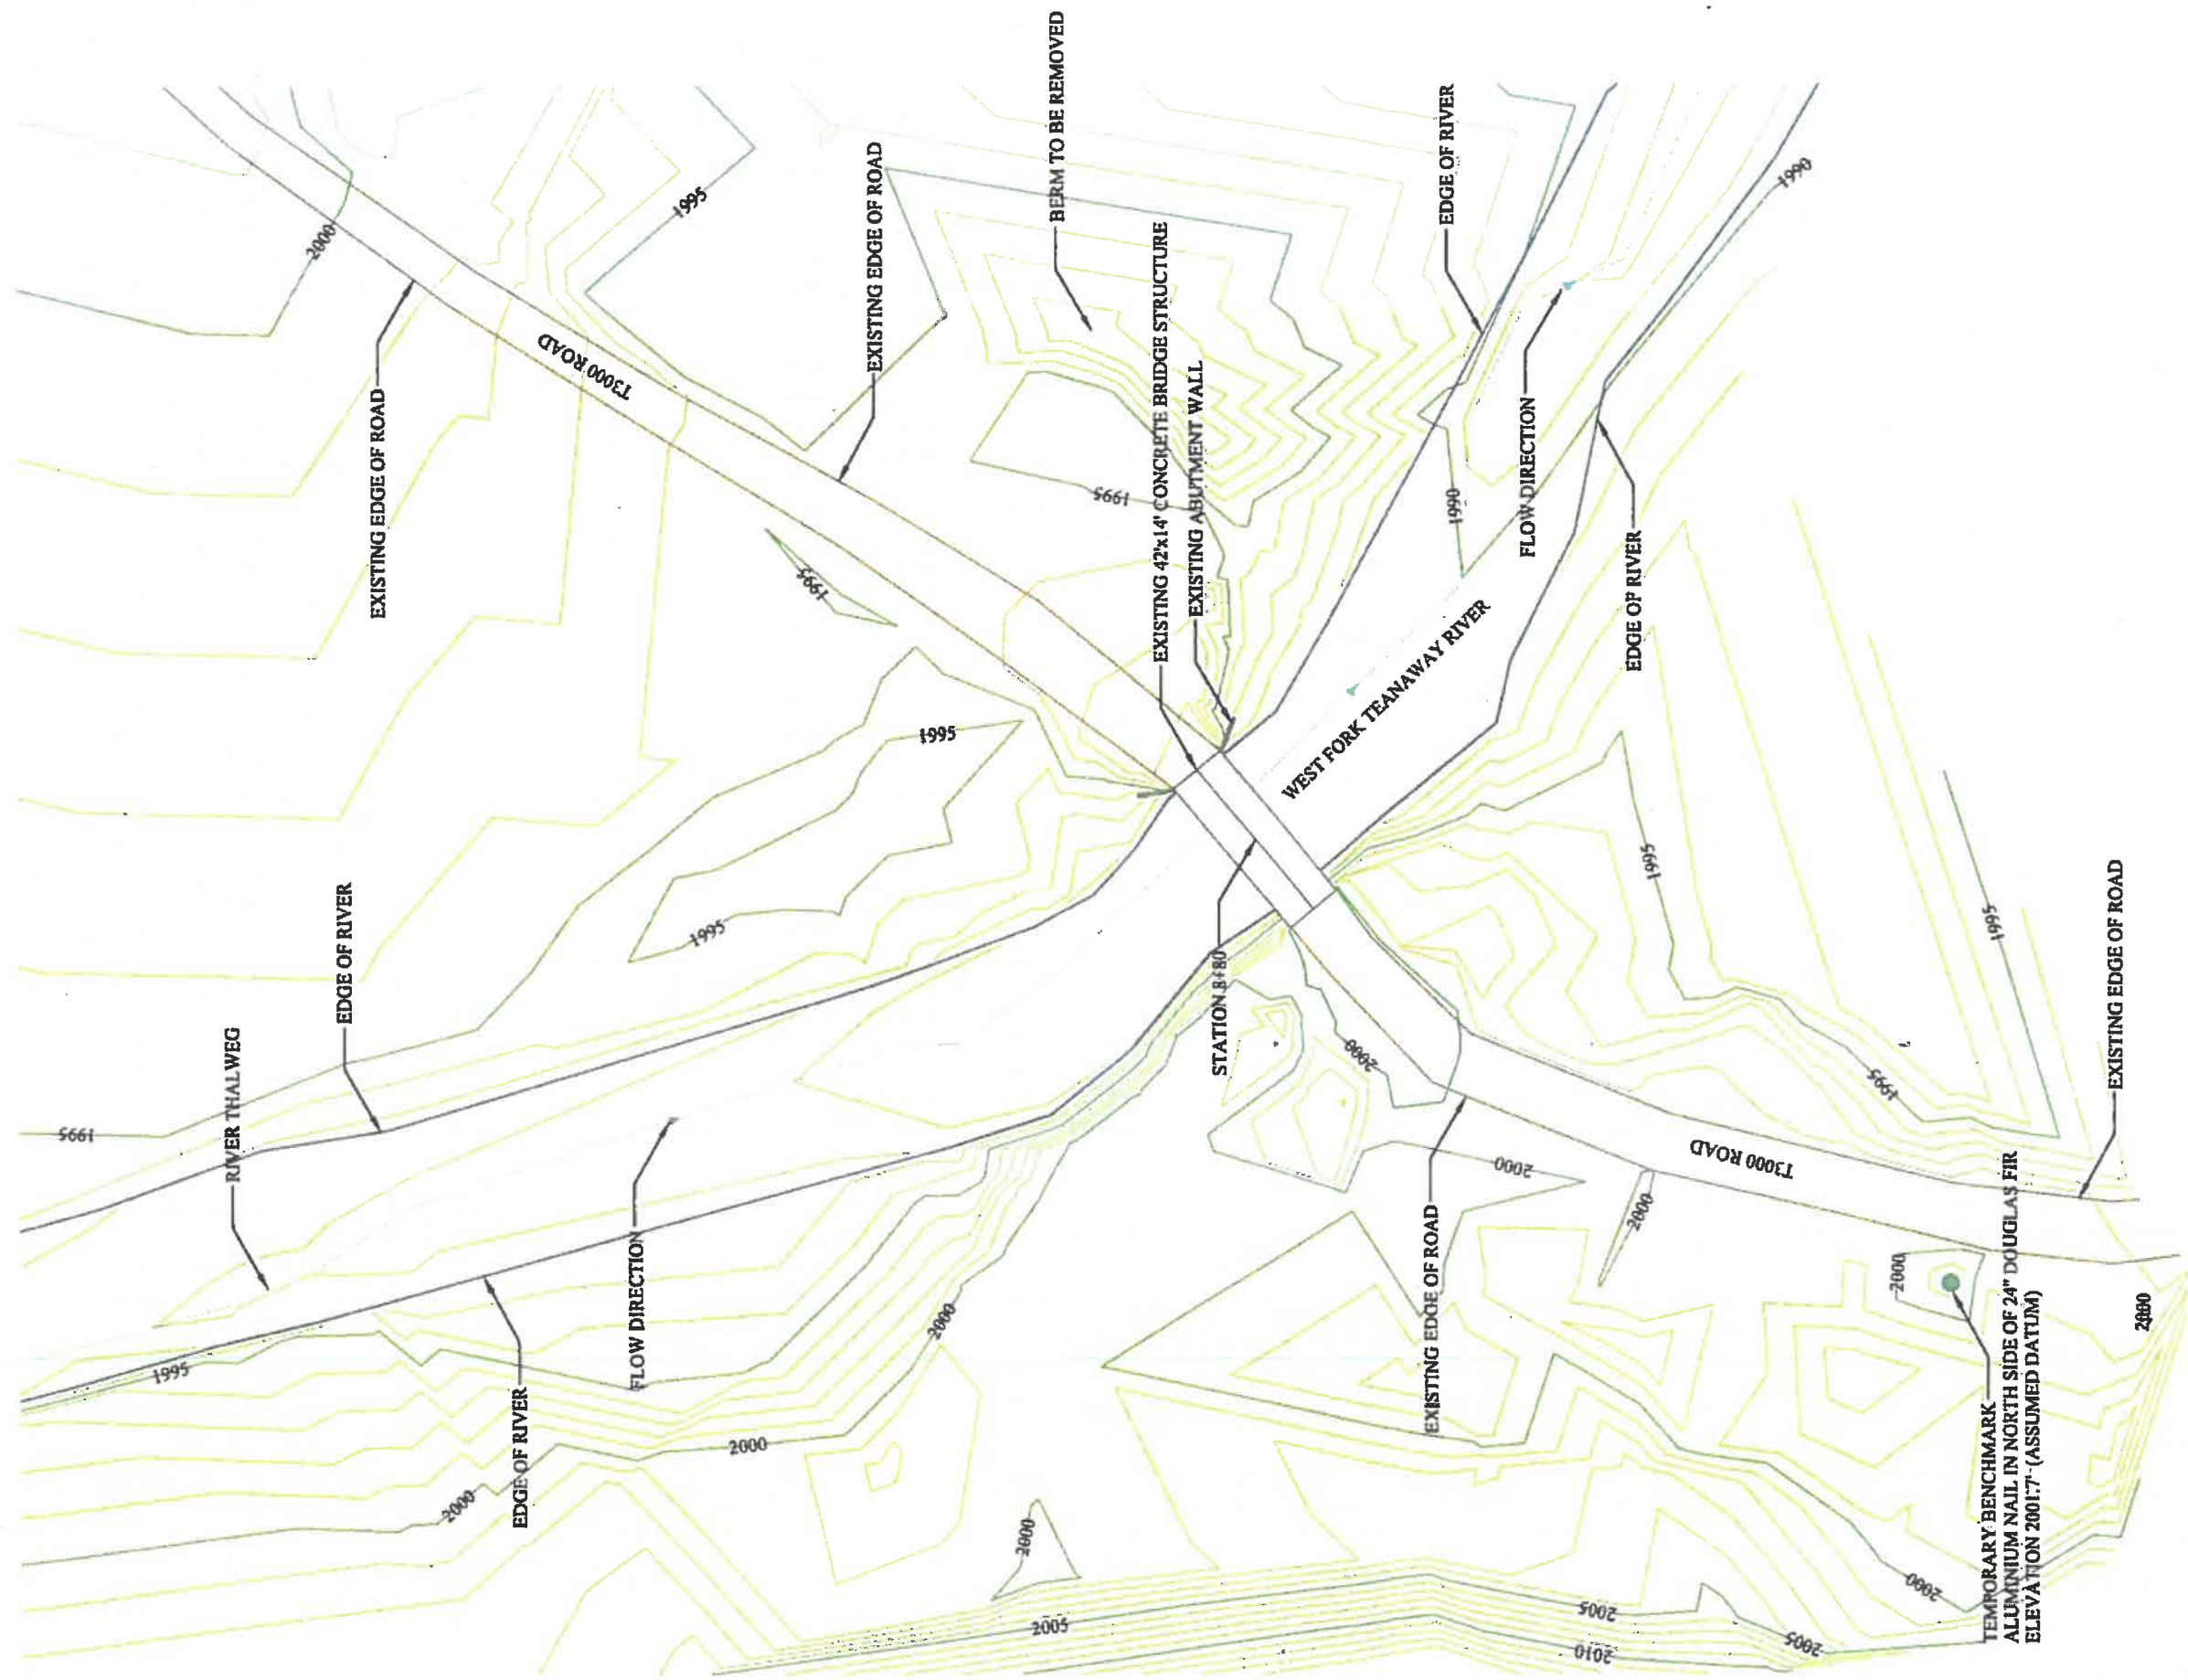 BERM TO BE REMOVED
EXISTING EDGE OF ROAD
EDGE OF RIVER
1995
1990
2000
EXISTING 42'x14' CONCRETE BRIDGE STRUCTURE
T3000 ROAD
EXISTING ABUTMENT WALL
EXISTING EDGE OF ROAD
1995
1990
FLOW DIRECTION
1995
EDGE OF RIVER
WEST FORK TEANAWAY RIVER
1995
EDGE OF RIVER
1995
1995
1995
STATION 8+80
EXISTING EDGE OF ROAD
RIVER THALWEG
2000
1995
1995
T3000 ROAD
2000
2000
FLOW DIRECTION
EXISTING EDGE OF ROAD
2000
2000
1995
EDGE OF RIVER
2000
2000
2000
2000
TEMPORARY BENCHMARK
ALUMINIUM NAIL IN NORTH SIDE OF 24" DOUGLAS FIR
ELEVATION 2001.7' (ASSUMED DATUM)
2000
2005
2005
2010
2005